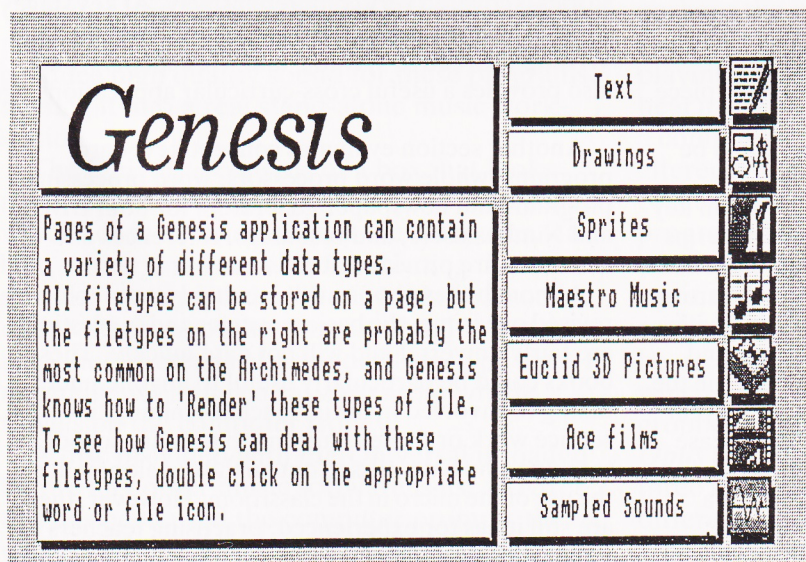 Genesis
Pages of a Genesis application can contain
a variety of different data types.
All filetypes can be stored on a page, but
the filetypes on the right are probably the
most common on the Archimedes, and Genesis
knows how to 'Render' these types of file.
To see how Genesis can deal with these
filetypes, double click on the appropriate
word or file icon.
Text
Drawings
Sprites
Maestro Music
Euclid 3D Pictures
Ace films
Sampled Sounds